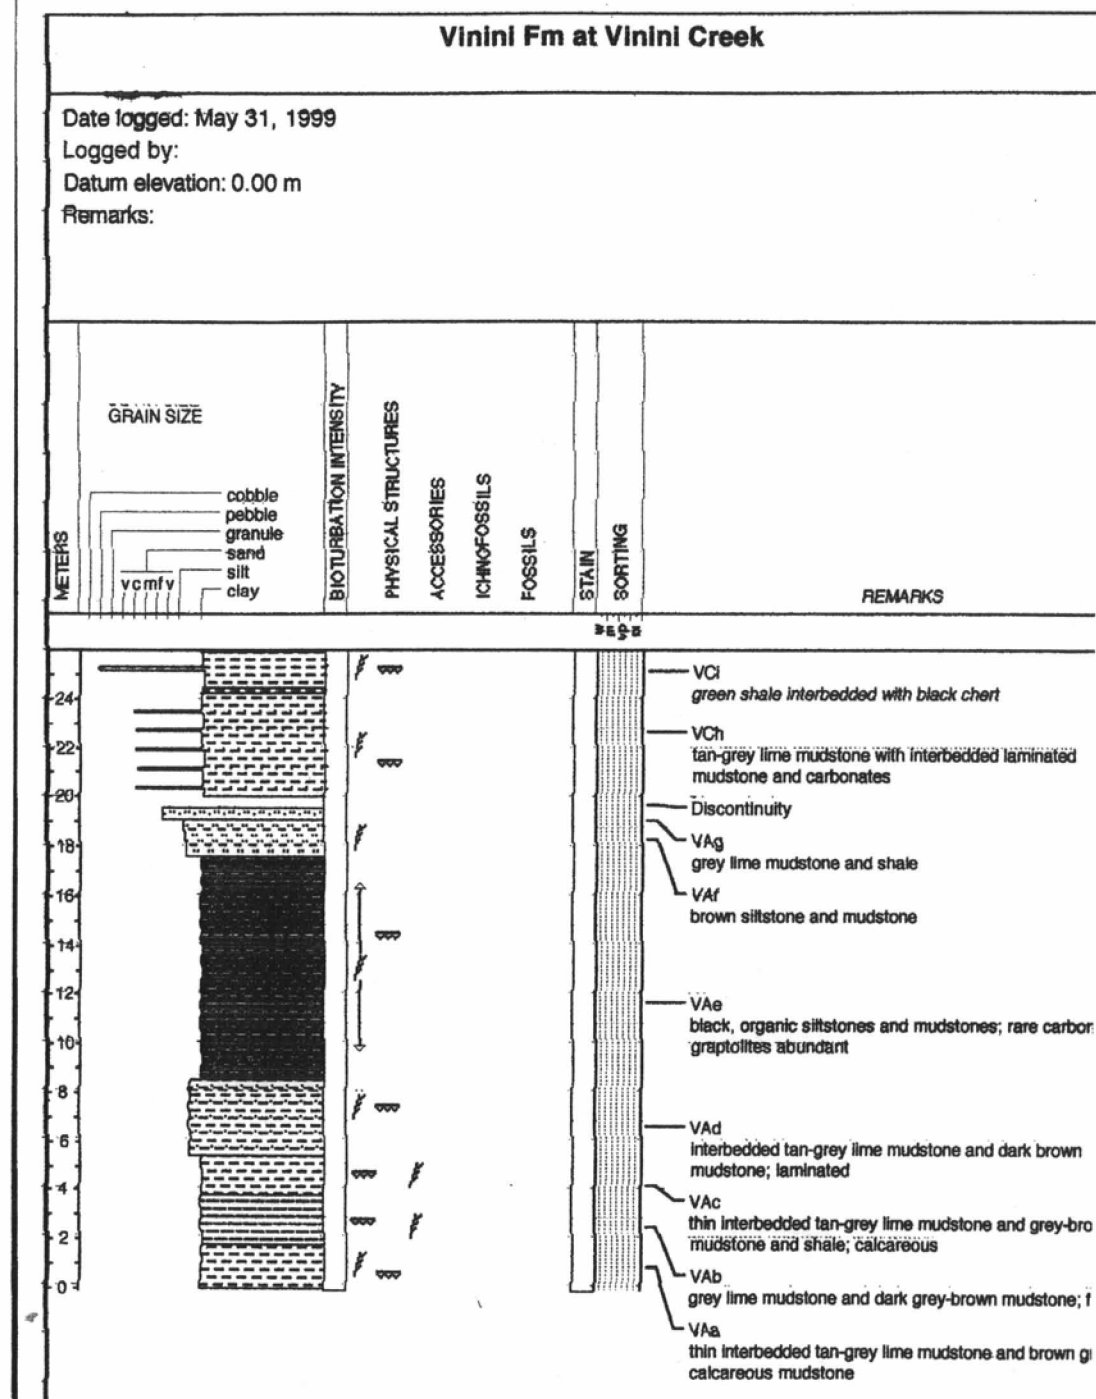 Vinini Fm at Vinini Creek
Date logged: May 31, 1999
Logged by:
Datum elevation: 0.00 m
Remarks:
METERS
GRAIN SIZE
cobble
pebble
granule
sand
silt
clay
v c m f v
BIOTURBATION INTENSITY
PHYSICAL STRUCTURES
ACCESSORIES
ICHNOFOSSILS
FOSSILS
STAIN
SORTING
REMARKS
24
22
20
18
16
14
12
10
8
6
4
2
0
VCi
green shale interbedded with black chert
VCh
tan-grey lime mudstone with interbedded laminated
mudstone and carbonates
Discontinuity
VAg
grey lime mudstone and shale
VAf
brown siltstone and mudstone
VAe
black, organic siltstones and mudstones; rare carbon
graptolites abundant
VAd
interbedded tan-grey lime mudstone and dark brown
mudstone; laminated
VAc
thin interbedded tan-grey lime mudstone and grey-bro
mudstone and shale; calcareous
VAb
grey lime mudstone and dark grey-brown mudstone; f
VAa
thin interbedded tan-grey lime mudstone and brown g
calcareous mudstone